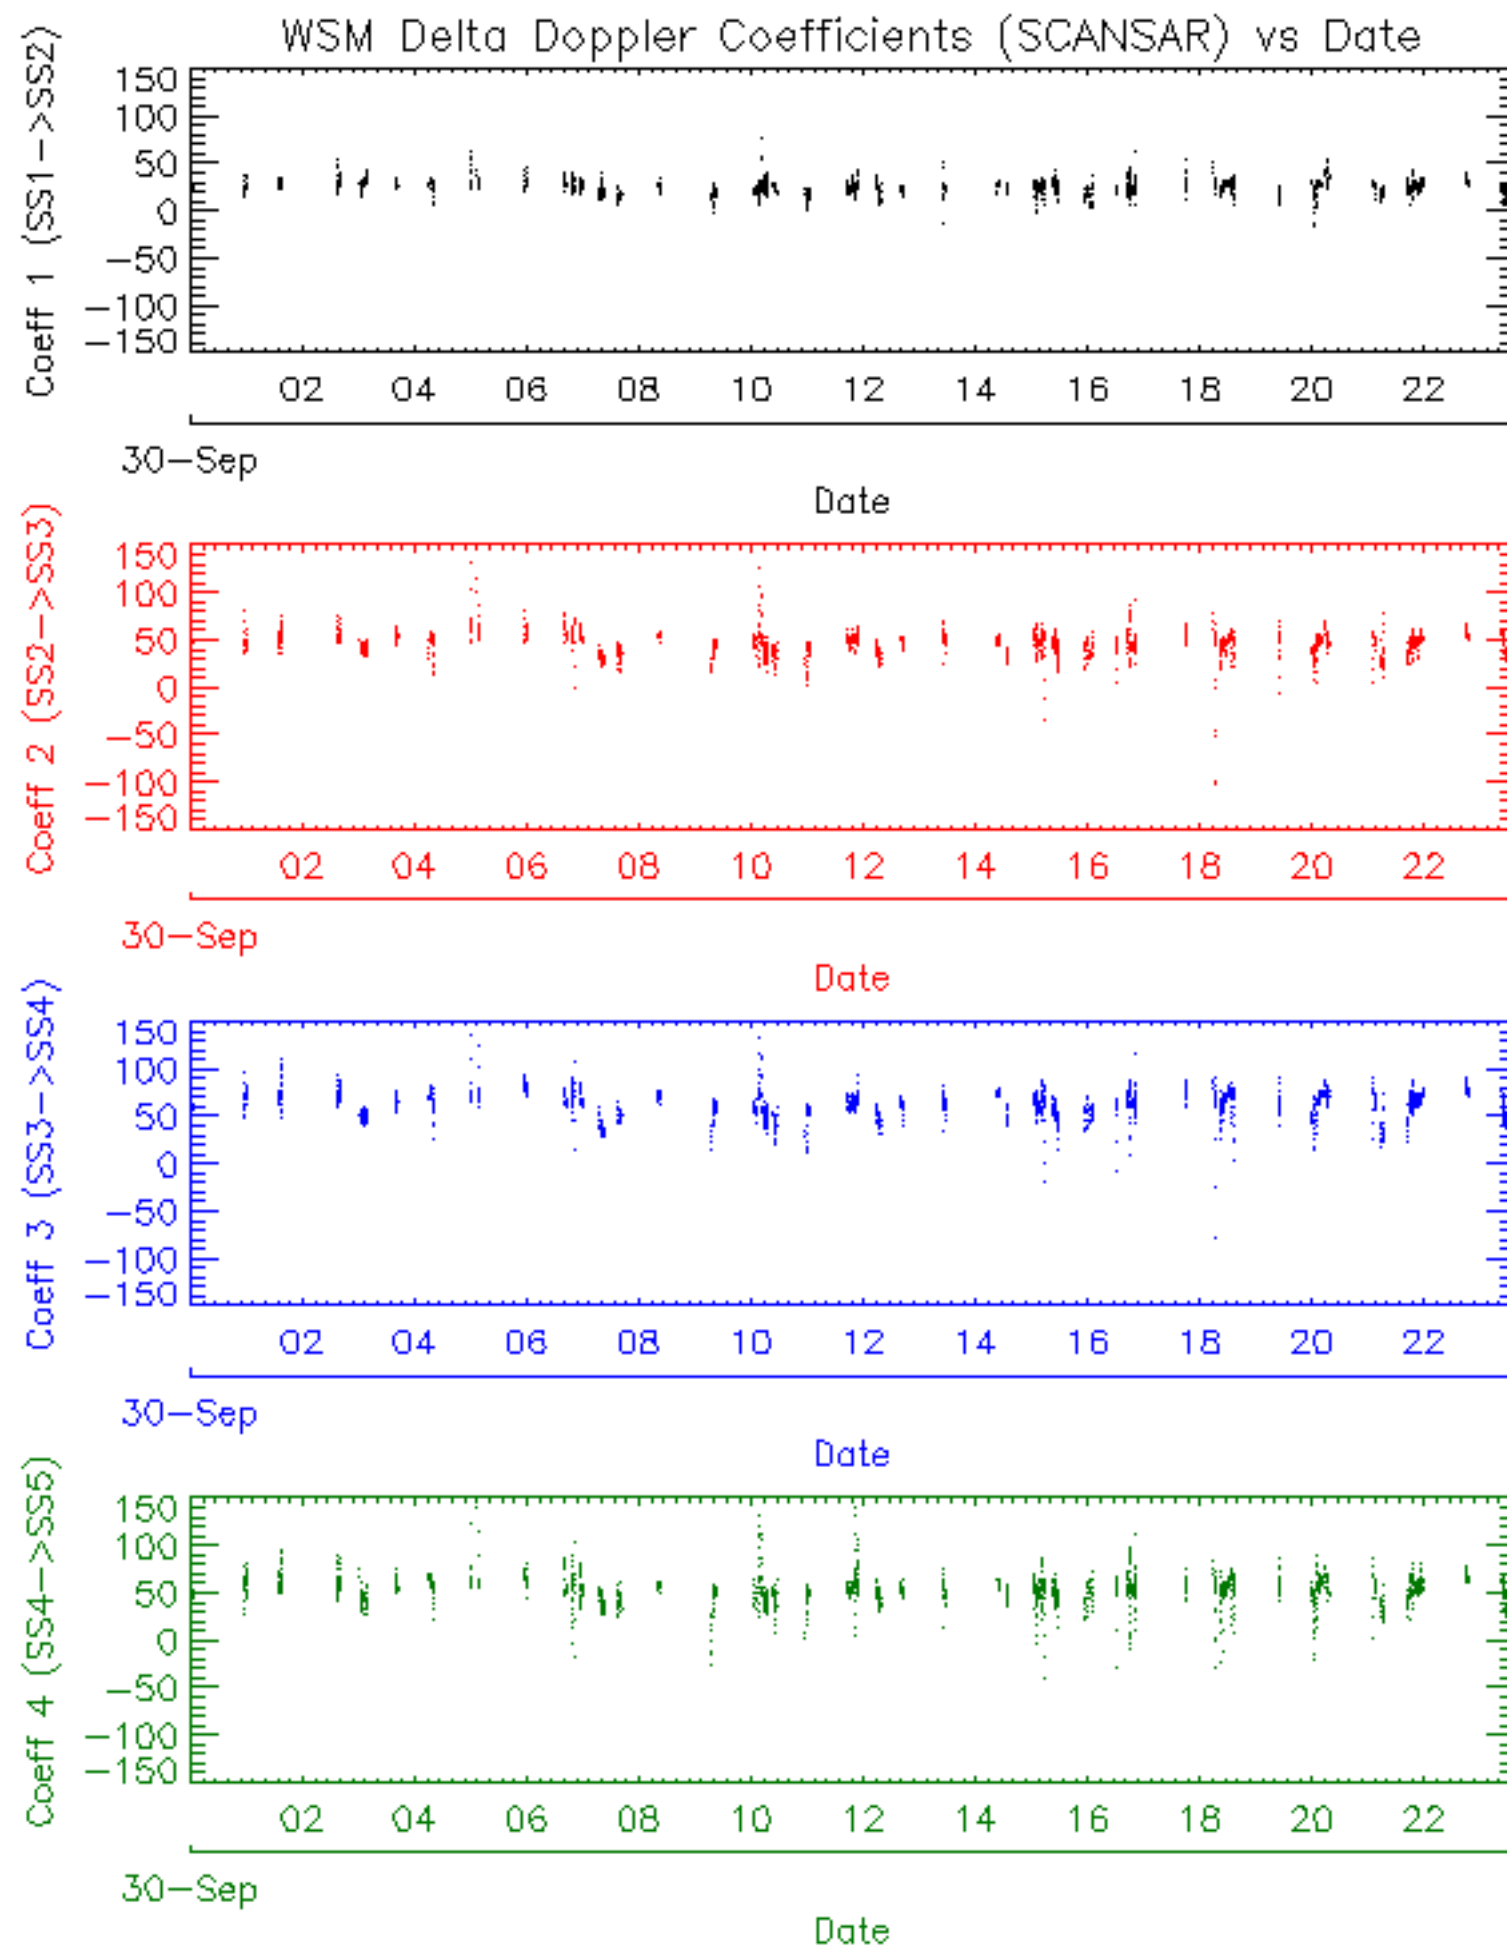 WSM Delta Doppler Coefficients (SCANSAR) vs Date
Coeff 1 (SS1->SS2)
150
100
50
0
-50
-100
-150
02 04 06 08 10 12 14 16 18 20 22
30-Sep
Date
Coeff 2 (SS2->SS3)
150
100
50
0
-50
-100
-150
02 04 06 08 10 12 14 16 18 20 22
30-Sep
Date
Coeff 3 (SS3->SS4)
150
100
50
0
-50
-100
-150
02 04 06 08 10 12 14 16 18 20 22
30-Sep
Date
Coeff 4 (SS4->SS5)
150
100
50
0
-50
-100
-150
02 04 06 08 10 12 14 16 18 20 22
30-Sep
Date